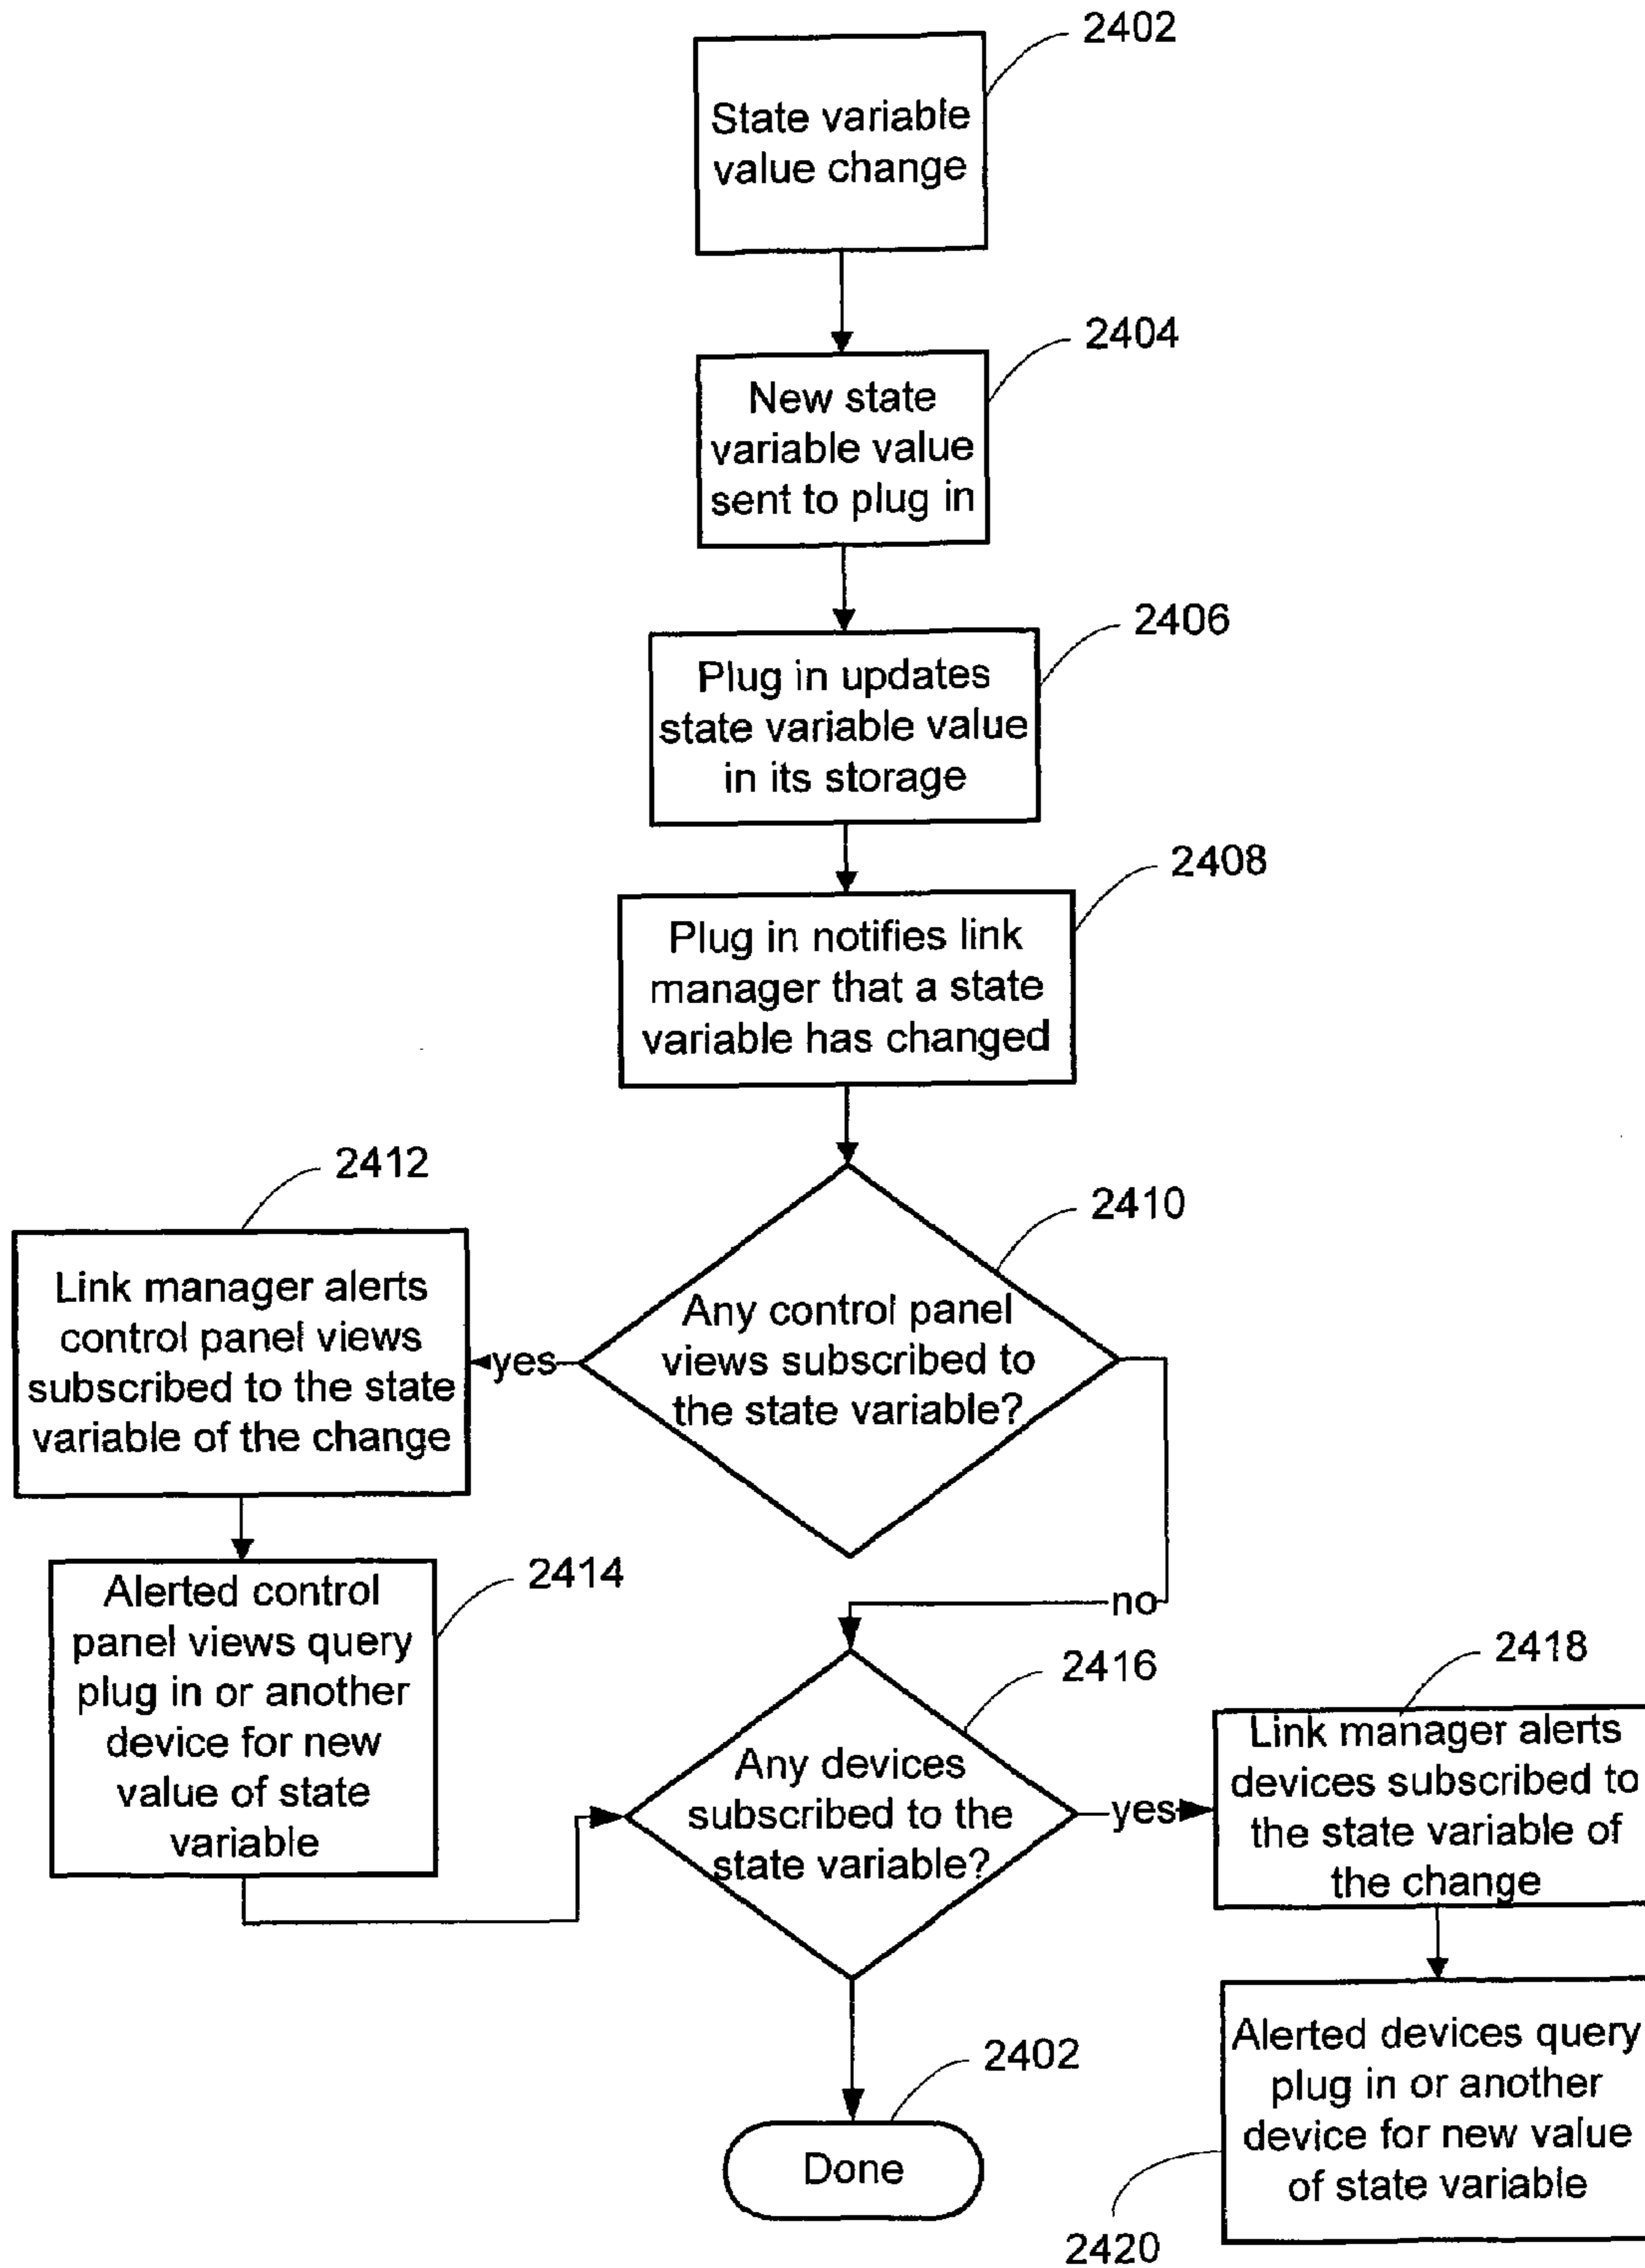 2402
State variable
value change
2404
New state
variable value
sent to plug in
2406
Plug in updates
state variable value
in its storage
2408
Plug in notifies link
manager that a state
variable has changed
2410
Any control panel
views subscribed to
the state variable?
2412
Link manager alerts
control panel views
subscribed to the state
variable of the change
yes
no
2414
Alerted control
panel views query
plug in or another
device for new
value of state
variable
2416
Any devices
subscribed to the
state variable?
yes
2418
Link manager alerts
devices subscribed to
the state variable of
the change
2402
Done
Alerted devices query
plug in or another
device for new value
of state variable
2420